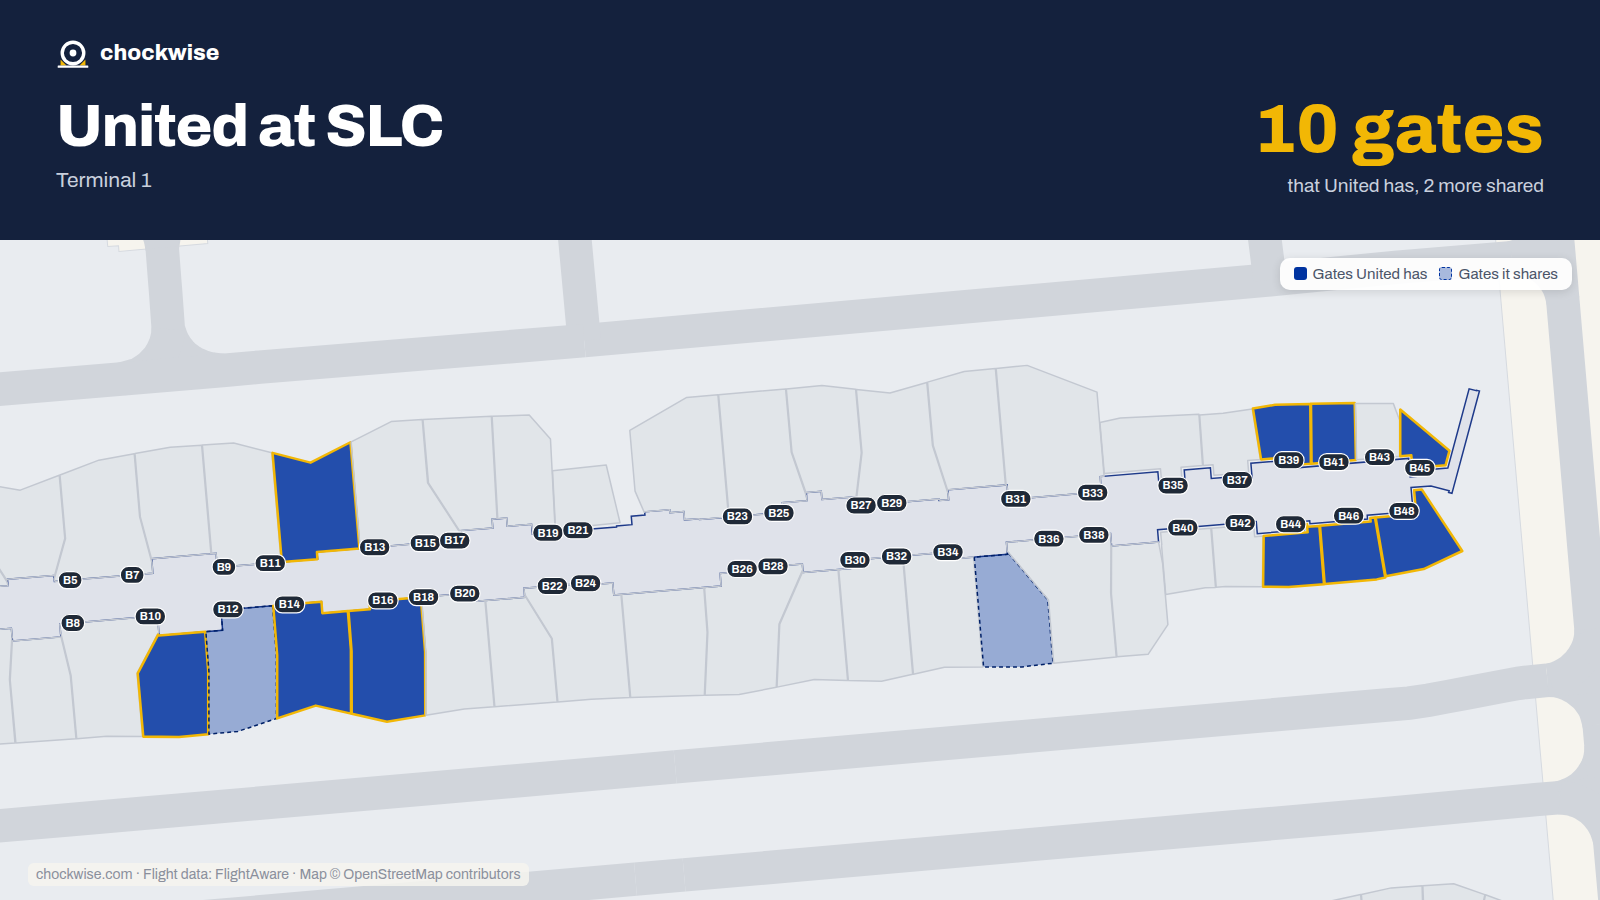 chockwise
United at SLC
Terminal 1
10 gates
that United has, 2 more shared
Gates United has
Gates it shares
B5
B7
B9
B11
B13
B15
B17
B19
B21
B23
B25
B27
B29
B31
B33
B35
B37
B39
B41
B43
B45
B8
B10
B12
B14
B16
B18
B20
B22
B24
B26
B28
B30
B32
B34
B36
B38
B40
B42
B44
B46
B48
chockwise.com · Flight data: FlightAware · Map © OpenStreetMap contributors